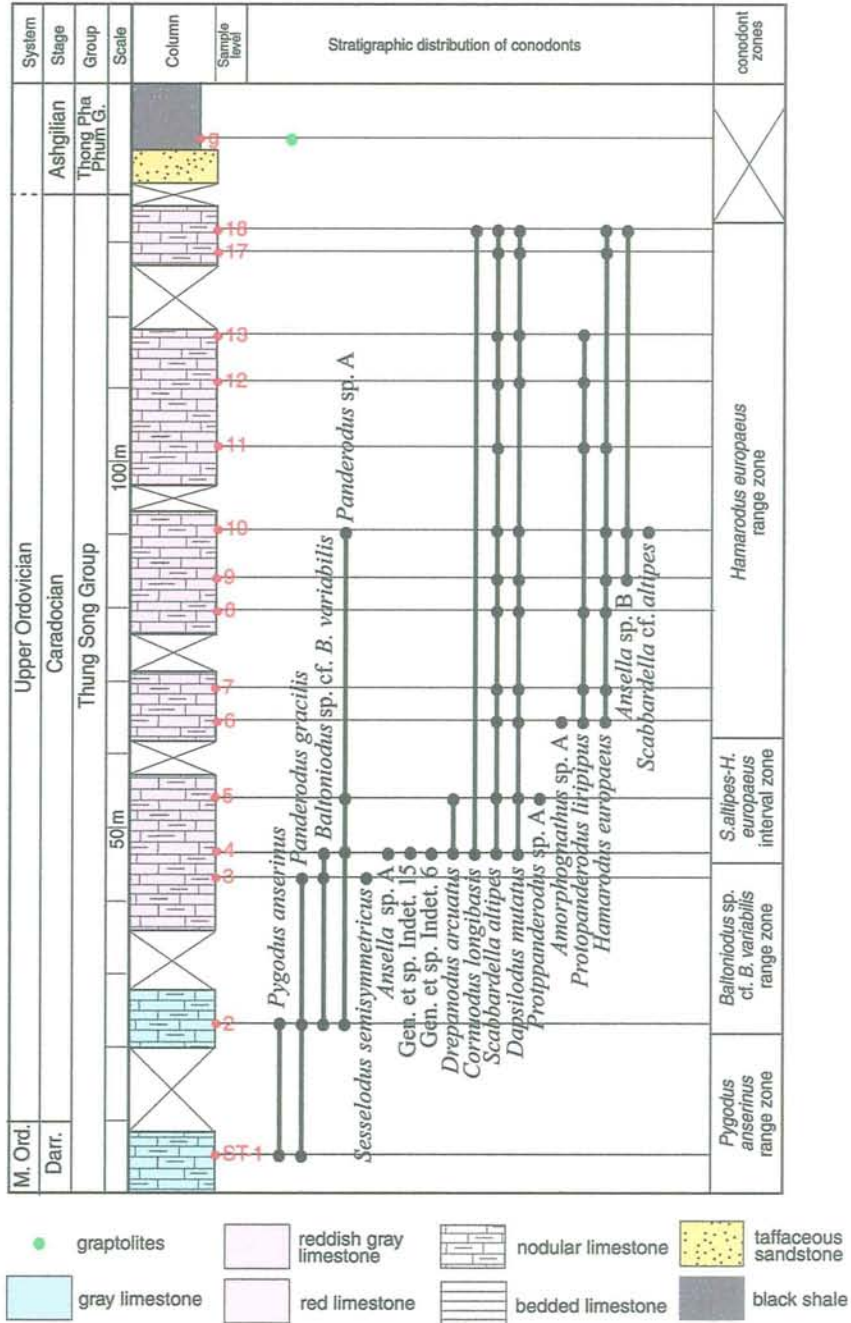 System
Stage
Group
Scale
Column
Sample
level
Stratigraphic distribution of conodonts
conodont
zones
Upper Ordovician
M. Ord.
Ashgilian
Caradocian
Darr.
Thong Pha
Phum G.
Thung Song Group
100 m
50 m
g
18
17
13
12
11
10
9
8
7
6
5
4
3
2
ST-1
Pygodus anserinus
Panderodus gracilis
Baltoniodus sp. cf. B. variabilis
Panderodus sp. A
Sesselodus semisymmetricus
Ansella sp. A
Gen. et sp. Indet. 15
Gen. et sp. Indet. 6
Drepanodus arcuatus
Cornuodus longibasis
Scabbardella altipes
Dapsilodus mutatus
Protppanderodus sp. A
Amorphognathus sp. A
Protopanderodus liripipus
Hamarodus europaeus
Ansella sp. B
Scabbardella cf. altipes
Hamarodus europaeus
range zone
S.altipes-H.
europaeus
interval zone
Baltoniodus sp.
cf. B. variabilis
range zone
Pygodus
anserinus
range zone
graptolites
reddish gray
limestone
nodular limestone
taffaceous
sandstone
gray limestone
red limestone
bedded limestone
black shale